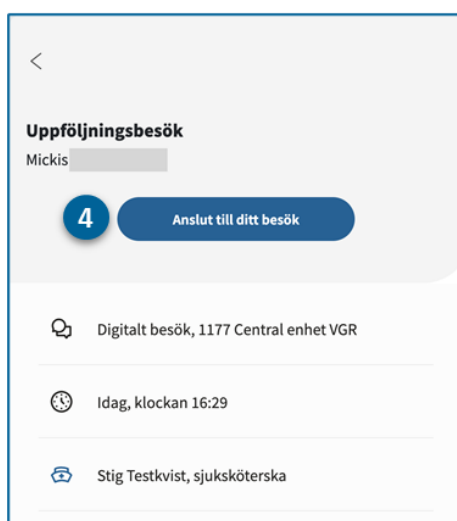 Uppföljningsbesök
Mickis
4
Anslut till ditt besök
Digitalt besök, 1177 Central enhet VGR
Idag, klockan 16:29
Stig Testkvist, sjuksköterska